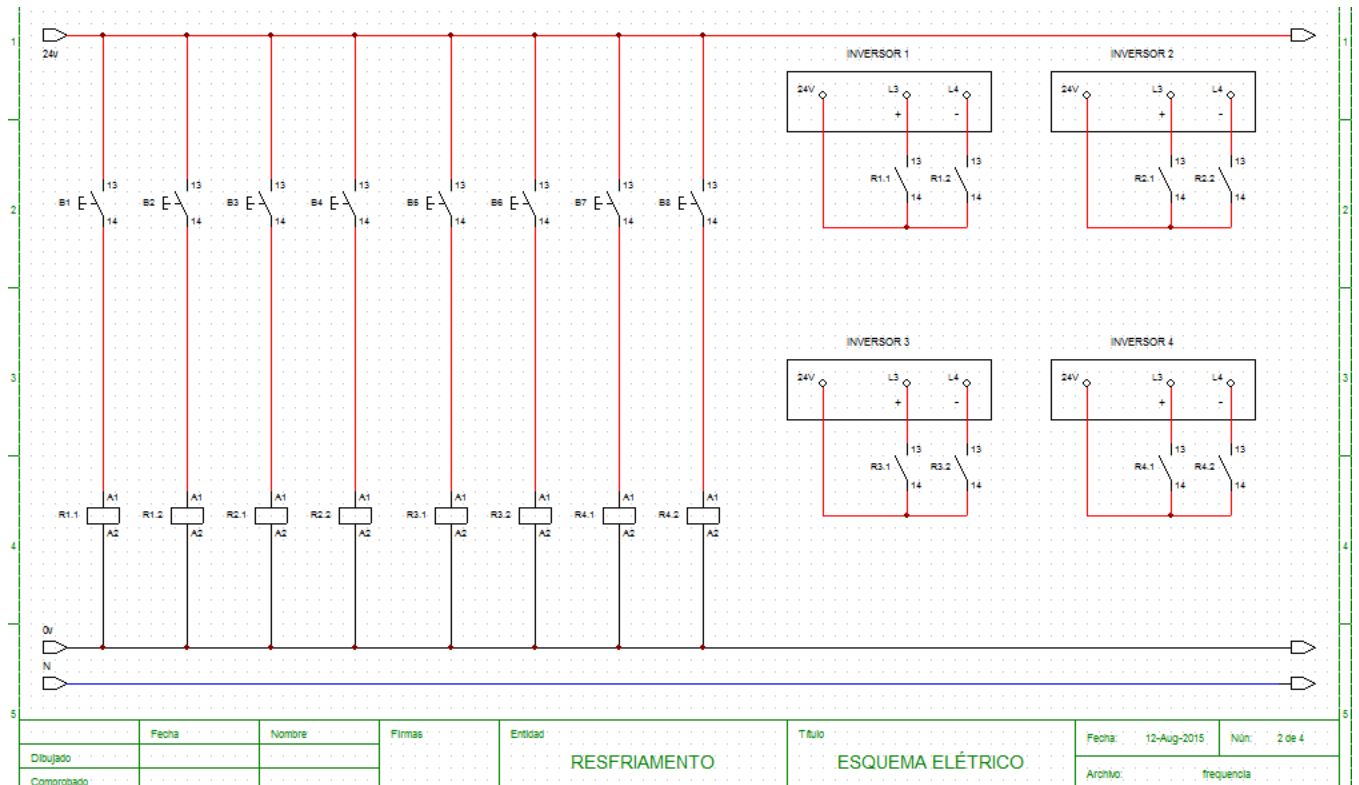 1
1
24v
INVERSOR 1
INVERSOR 2
24V L3 L4
24V L3 L4
+ -
+ -
13 13 13 13 13 13 13 13
B1 B2 B3 B4 B5 B6 B7 B8
14 14 14 14 14 14 14 14
13 13
R1.1 R1.2
14 14
13 13
R2.1 R2.2
14 14
2
2
INVERSOR 3
INVERSOR 4
24V L3 L4
24V L3 L4
+ -
+ -
3
3
13 13
R3.1 R3.2
14 14
13 13
R4.1 R4.2
14 14
A1 A1 A1 A1 A1 A1 A1 A1
R1.1 R1.2 R2.1 R2.2 R3.1 R3.2 R4.1 R4.2
A2 A2 A2 A2 A2 A2 A2 A2
4
4
0v
N
5
5
Fecha Nombre Firmas
Dibujado
Comprobado
Entidad
RESFRIAMENTO
Título
ESQUEMA ELÉTRICO
Fecha: 12-Aug-2015 Nún: 2 de 4
Archivo: frequencia